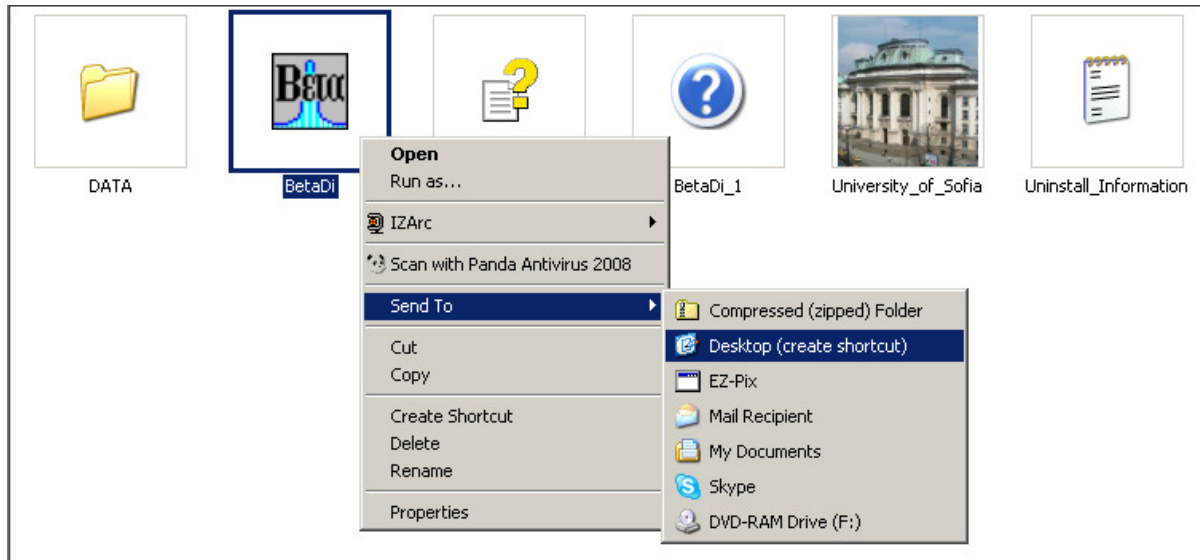 Βέτα
DATA
BetaDi
BetaDi_1
University_of_Sofia
Uninstall_Information
Open
Run as...
IZArc
Scan with Panda Antivirus 2008
Send To
Cut
Copy
Create Shortcut
Delete
Rename
Properties
Compressed (zipped) Folder
Desktop (create shortcut)
EZ-Pix
Mail Recipient
My Documents
Skype
DVD-RAM Drive (F:)